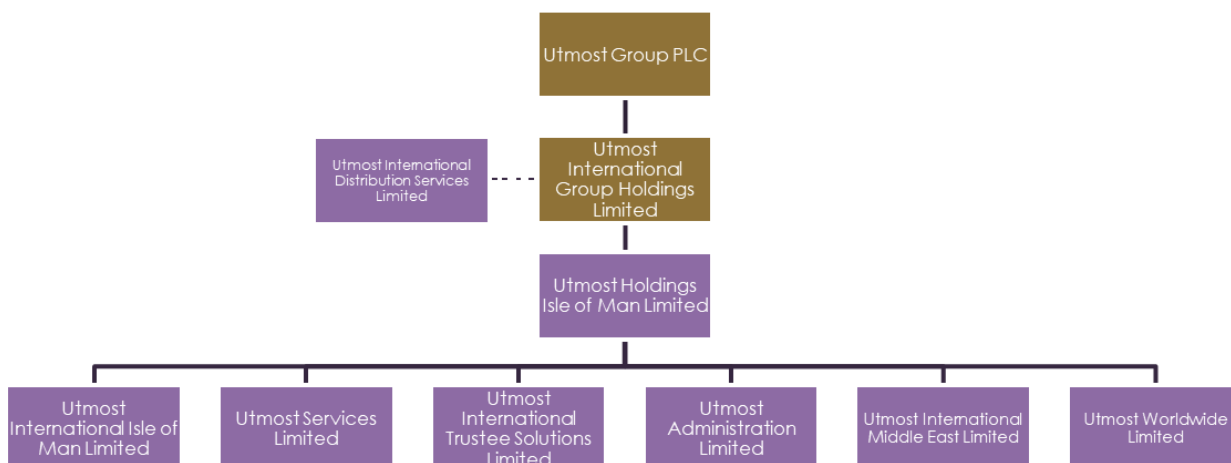 Utmost Group PLC
Utmost International
Distribution Services
Limited
Utmost
International
Group Holdings
Limited
Utmost Holdings
Isle of Man Limited
Utmost
International Isle of
Man Limited
Utmost Services
Limited
Utmost
International
Trustee Solutions
Limited
Utmost
Administration
Limited
Utmost International
Middle East Limited
Utmost Worldwide
Limited